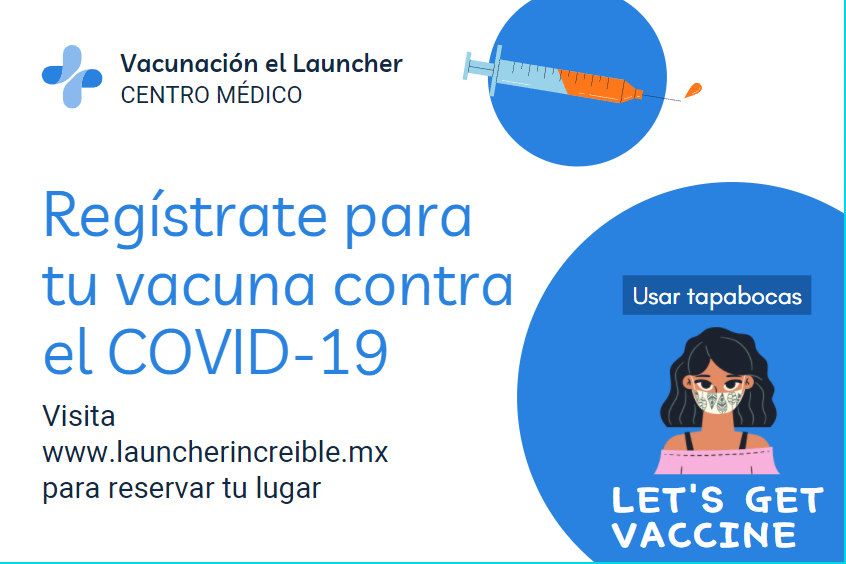 Vacunación el Launcher
CENTRO MÉDICO
Regístrate para
tu vacuna contra
el COVID-19
Visita
www.launcherincreible.mx
para reservar tu lugar
Usar tapabocas
LET'S GET
VACCINE